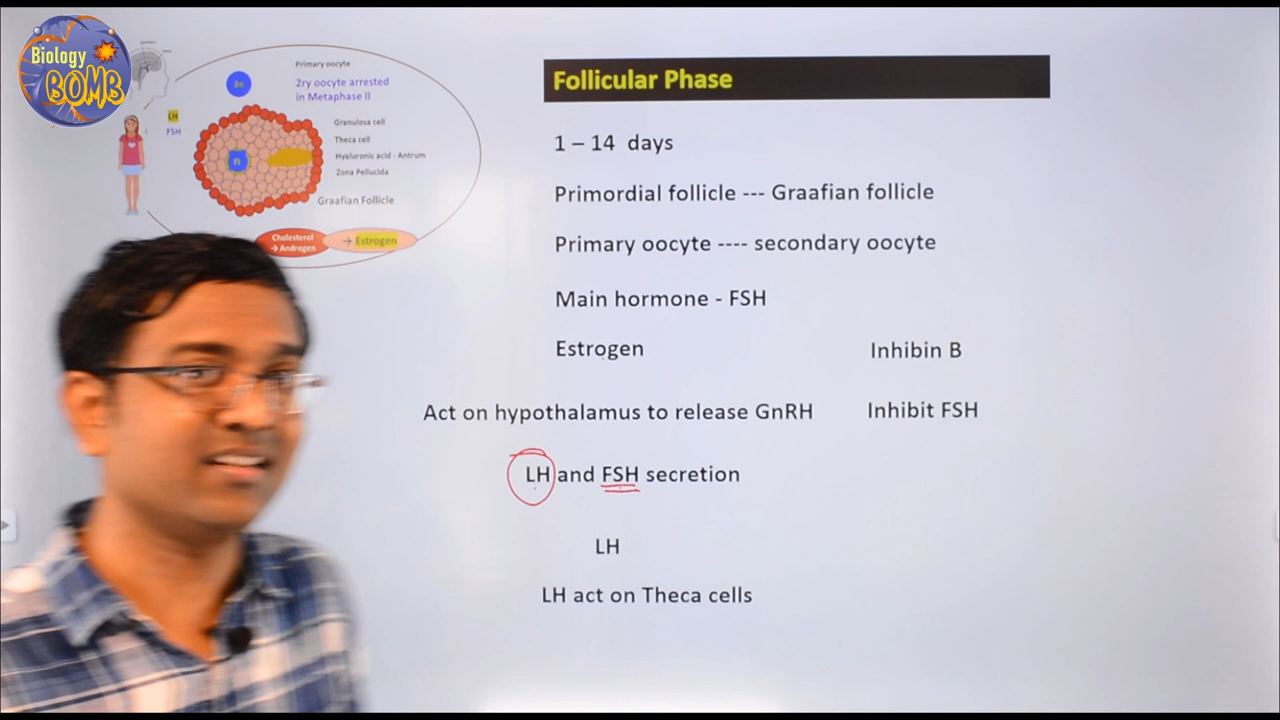 Biology
BOMB
LH
FSH
2n
Primary oocyte
2ry oocyte arrested
in Metaphase II
Granulosa cell
Theca cell
Hyaluronic acid - Antrum
Zona Pellucida
n
Graafian Follicle
Cholesterol
→ Androgen
→ Estrogen
Follicular Phase
1 – 14 days
Primordial follicle --- Graafian follicle
Primary oocyte ---- secondary oocyte
Main hormone - FSH
Estrogen Inhibin B
Act on hypothalamus to release GnRH Inhibit FSH
LH and FSH secretion
LH
LH act on Theca cells